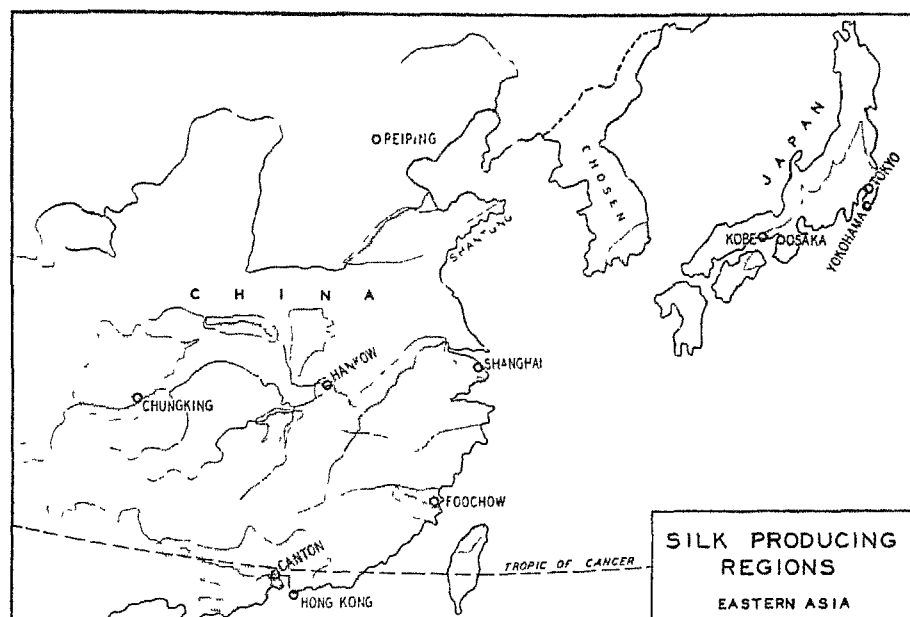 PEIPING
CHOSEN
JAPAN
TOKYO
YOKOHAMA
KOBE
OSAKA
SHANTUNG
CHINA
HANKOW
SHANGHAI
CHUNGKING
FOOCHOW
CANTON
TROPIC OF CANCER
HONG KONG
SILK PRODUCING
REGIONS
EASTERN ASIA